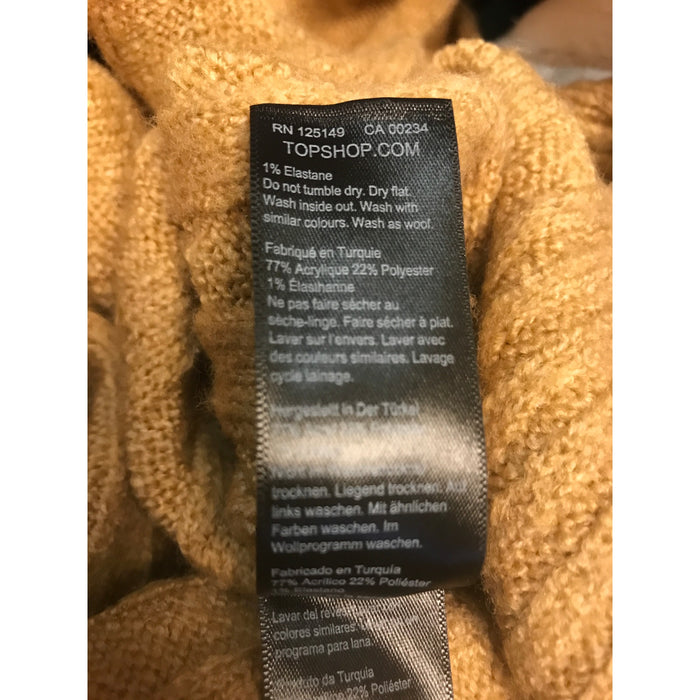 RN 125149 CA 00234
TOPSHOP.COM
1% Elastane
Do not tumble dry. Dry flat.
Wash inside out. Wash with
similar colours. Wash as wool.
Fabriqué en Turquie
77% Acrylique 22% Polyester
1% Élasthanne
Ne pas faire sécher au
sèche-linge. Faire sécher à plat.
Laver sur l'envers. Laver avec
des couleurs similaires. Lavage
cycle lainage.
Hergestellt in Der Türkei
trocknen. Liegend trocknen.
links waschen. Mit ähnlichen
Farben waschen. Im
Wollprogramm waschen.
Fabricado en Turquía
77% Acrílico 22% Poliéster
1% Elastano
Lavar del
colores similares
programa para lana.
da Turquia
22% Poliéster